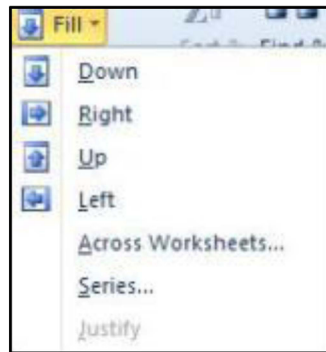 Fill
Down
Right
Up
Left
Across Worksheets...
Series...
Justify